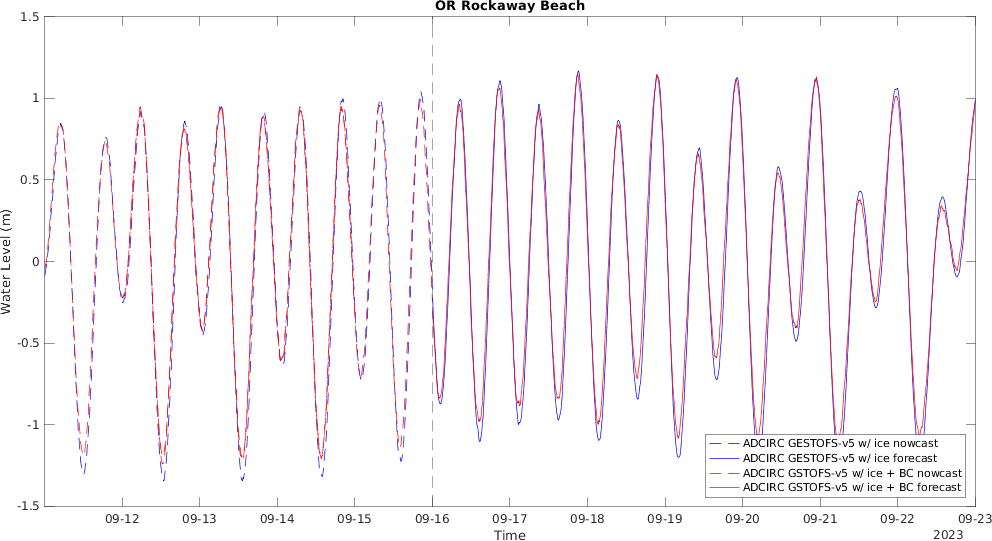 OR Rockaway Beach
1.5
1
0.5
0
-0.5
-1
-1.5
Water Level (m)
09-12 09-13 09-14 09-15 09-16 09-17 09-18 09-19 09-20 09-21 09-22 09-23
Time
2023
ADCIRC GESTOFS-v5 w/ ice nowcast
ADCIRC GESTOFS-v5 w/ ice forecast
ADCIRC GSTOFS-v5 w/ ice + BC nowcast
ADCIRC GSTOFS-v5 w/ ice + BC forecast